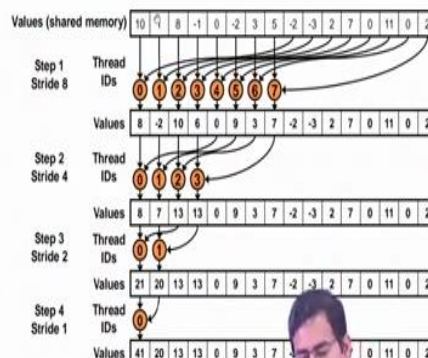 Values (shared memory) 10 1 8 -1 0 -2 3 5 -2 -3 2 7 0 11 0 2
Step 1 Thread
Stride 8 IDs 0 1 2 3 4 5 6 7
Values 8 -2 10 6 0 9 3 7 -2 -3 2 7 0 11 0 2
Step 2 Thread
Stride 4 IDs 0 1 2 3
Values 8 7 13 13 0 9 3 7 -2 -3 2 7 0 11 0 2
Step 3 Thread
Stride 2 IDs 0 1
Values 21 20 13 13 0 9 3 7 -2 -3 2 7 0 11 0 2
Step 4 Thread
Stride 1 IDs 0
Values 41 20 13 13 0 9 3 7